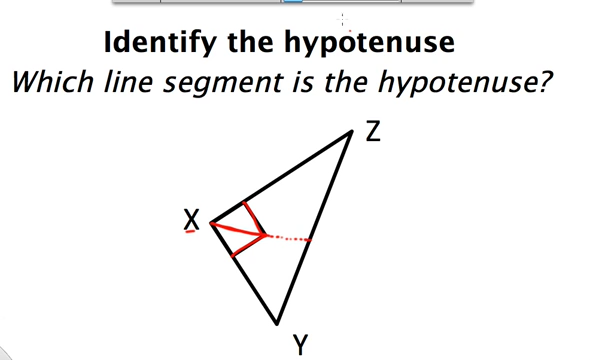 Identify the hypotenuse
Which line segment is the hypotenuse?
Z
X
Y